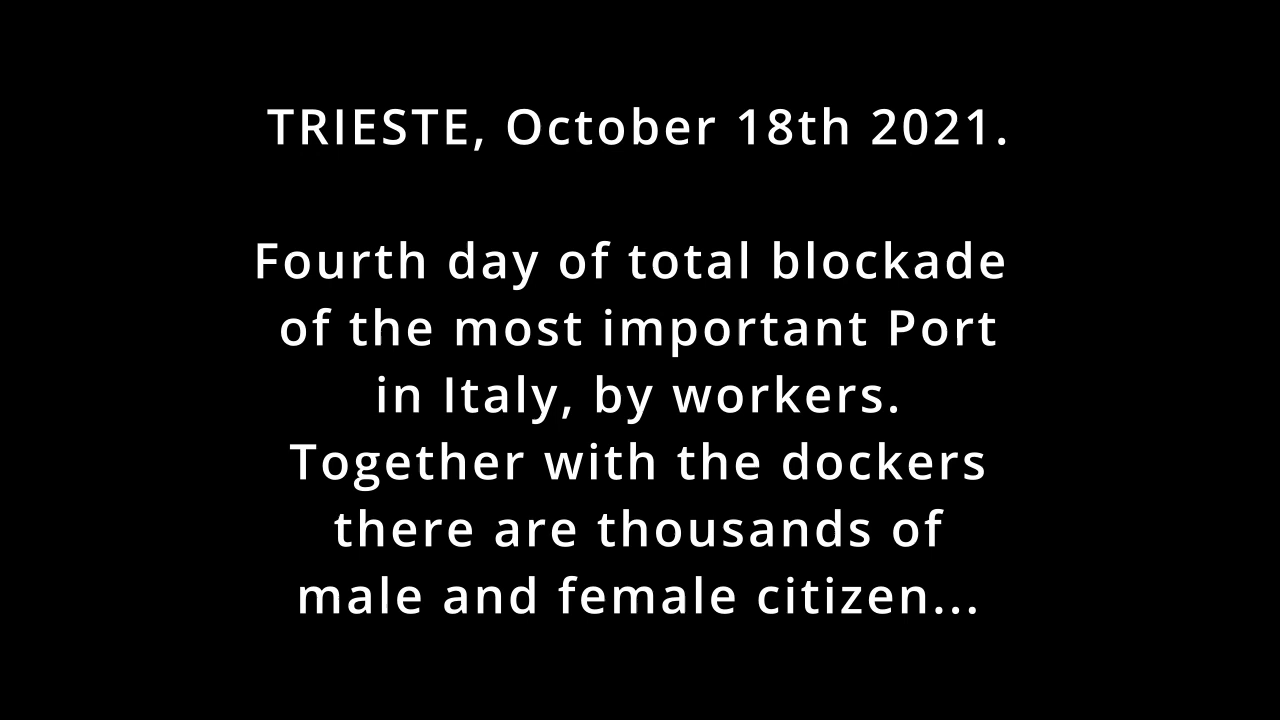 TRIESTE, October 18th 2021.
Fourth day of total blockade
of the most important Port
in Italy, by workers.
Together with the dockers
there are thousands of
male and female citizen...